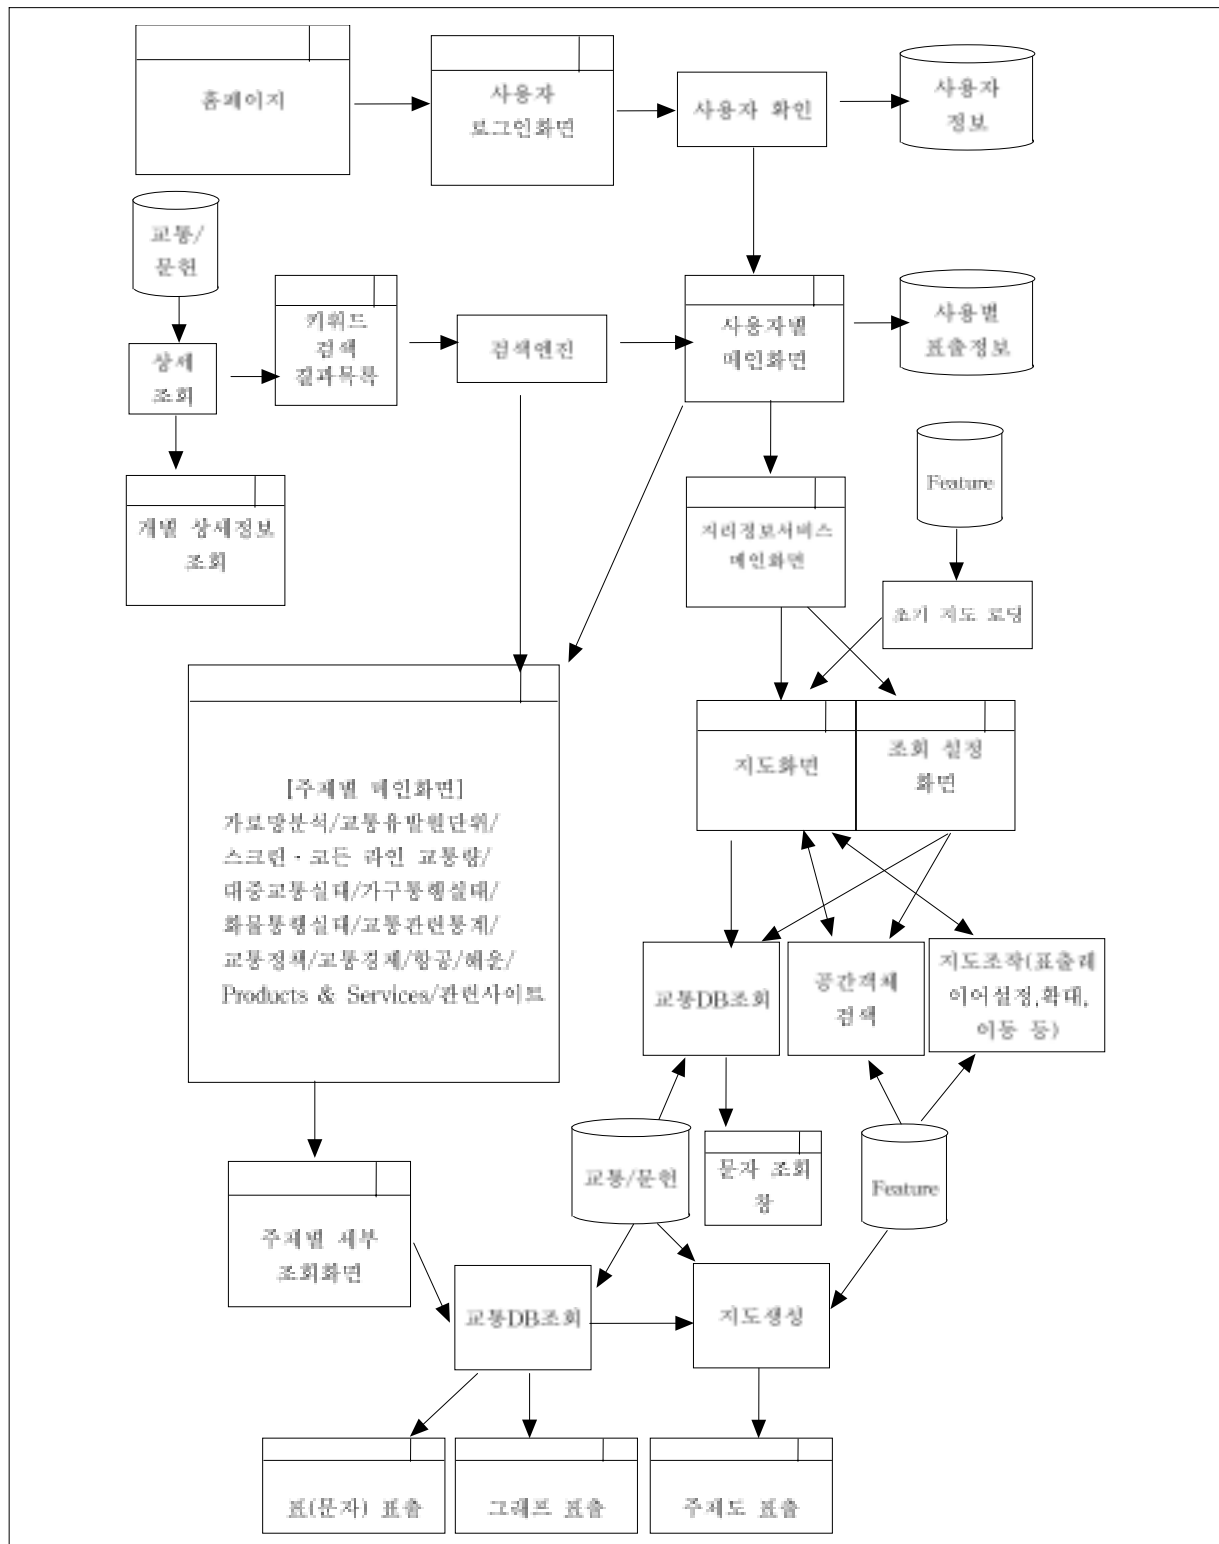 홈페이지
사용자
로그인화면
사용자 확인
사용자
정보
교통/
문헌
키워드
검색
결과목록
검색엔진
사용자별
메인화면
사용별
표출정보
상세
조회
Feature
개별 상세정보
조회
지리정보서비스
메인화면
초기 지도 로딩
지도화면
조회 설정
화면
[주제별 메인화면]
가로망분석/교통유발원단위/
스크린·코든 라인 교통량/
대중교통실태/가구통행실태/
화물통행실태/교통관련통계/
교통정책/교통경제/항공/해운/
Products & Services/관련사이트
교통DB조회
공간객체
검색
지도조작(표출레
이어설정,확대,
이동 등)
교통/문헌
문자 조회
창
Feature
주제별 세부
조회화면
교통DB조회
지도생성
표(문자) 표출
그래프 표출
주제도 표출